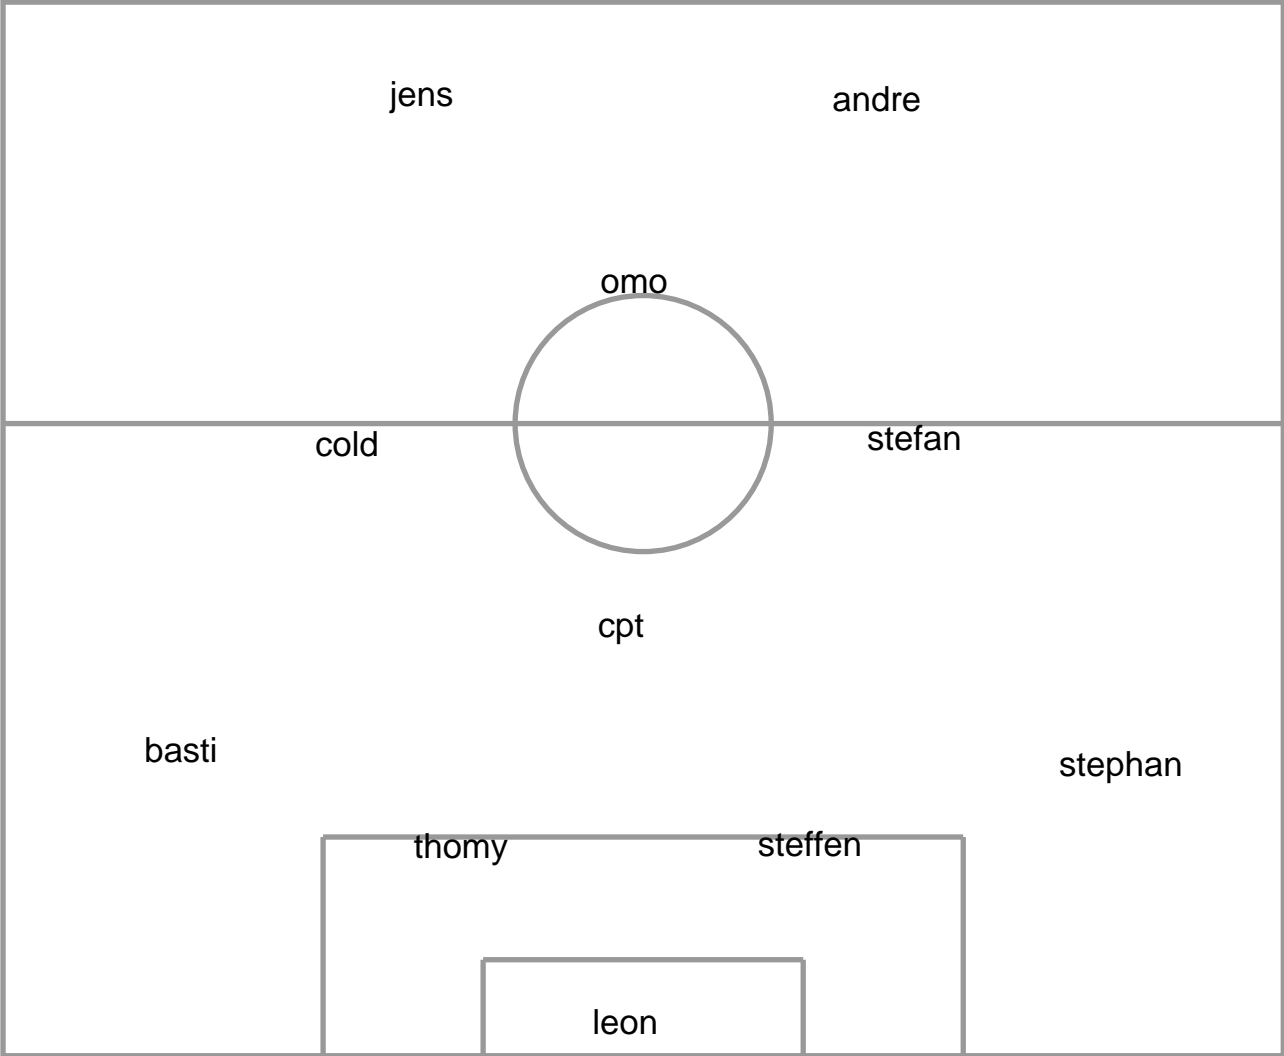 jens
andre
omo
cold
stefan
cpt
basti
stephan
thomy
steffen
leon